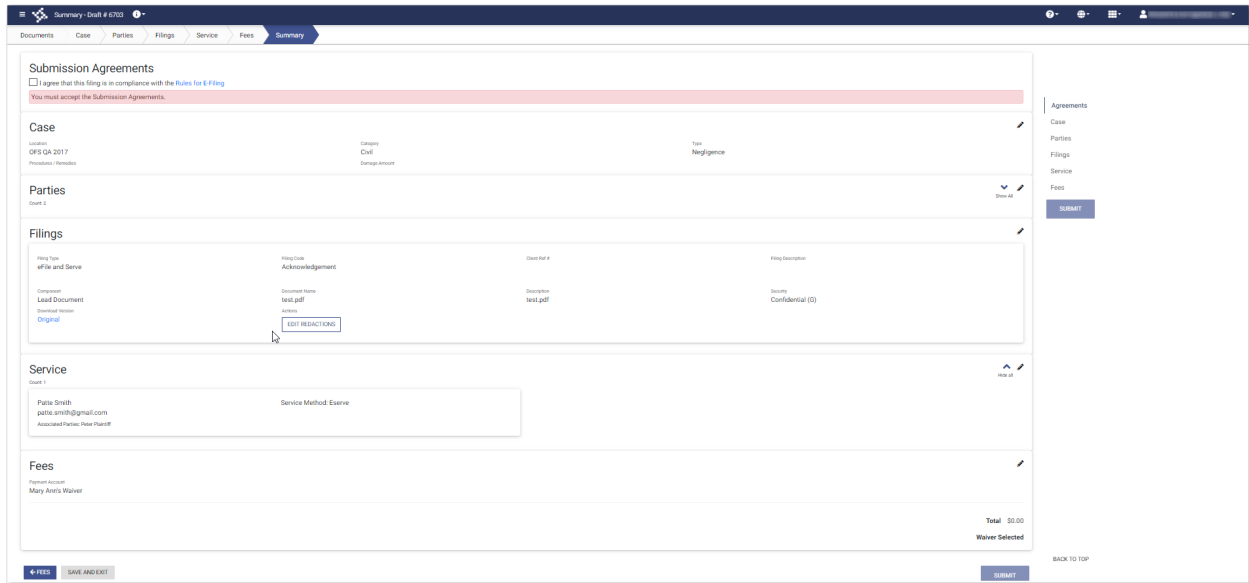 Summary - Draft # 6703
Documents Case Parties Filings Service Fees Summary
Submission Agreements
I agree that this filing is in compliance with the Rules for E-Filing
You must accept the Submission Agreements.
Agreements
Case
Parties
Filings
Service
Fees
SUBMIT
Case
Location Category Type
OFS QA 2017 Civil Negligence
Procedures / Remedies Damage Amount
Parties
Count: 2
Show All
Filings
Filing Type Filing Code Client Ref # Filing Description
eFile and Serve Acknowledgement
Component Document Name Description Security
Lead Document test.pdf test.pdf Confidential (G)
Download Version Actions
Original
EDIT REDACTIONS
Service
Count: 1
Hide all
Patte Smith Service Method: Eserve
patte.smith@gmail.com
Associated Parties: Peter Plaintiff
Fees
Payment Account
Mary Ann's Waiver
Total $0.00
Waiver Selected
BACK TO TOP
FEES SAVE AND EXIT SUBMIT